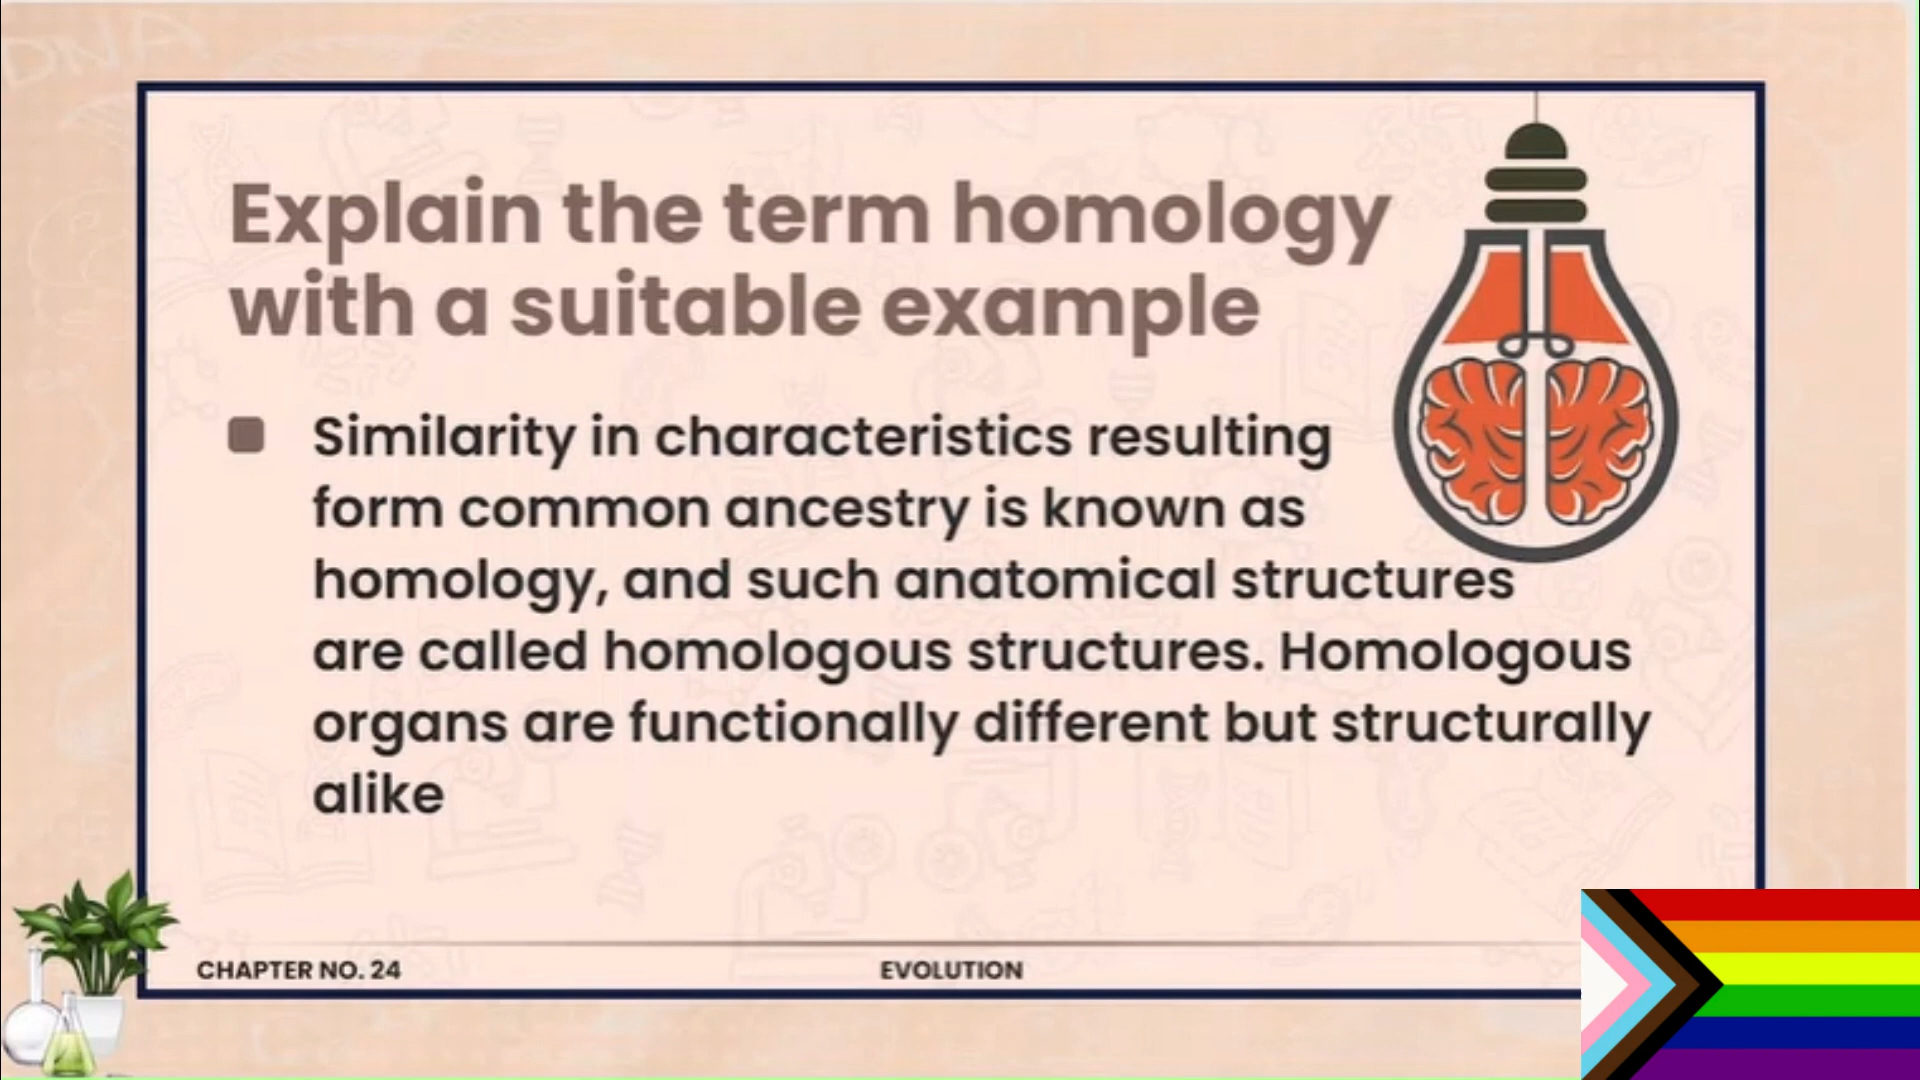 DNA
Explain the term homology
with a suitable example
Similarity in characteristics resulting
form common ancestry is known as
homology, and such anatomical structures
are called homologous structures. Homologous
organs are functionally different but structurally
alike
CHAPTER NO. 24
EVOLUTION